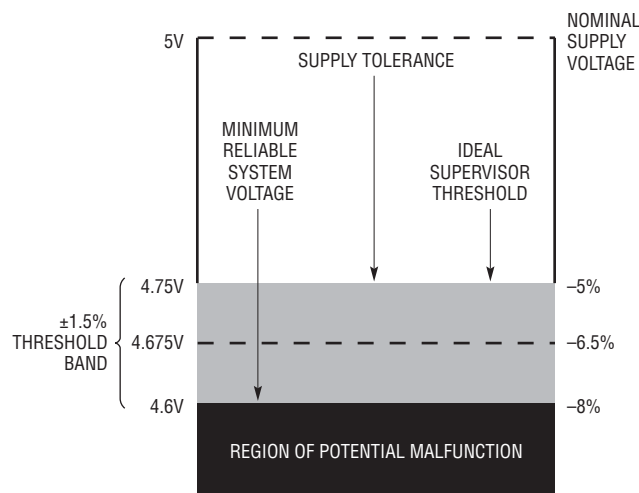 5V
NOMINAL
SUPPLY
VOLTAGE
SUPPLY TOLERANCE
MINIMUM
RELIABLE
SYSTEM
VOLTAGE
IDEAL
SUPERVISOR
THRESHOLD
4.75V
–5%
±1.5%
THRESHOLD
BAND
4.675V
–6.5%
4.6V
–8%
REGION OF POTENTIAL MALFUNCTION